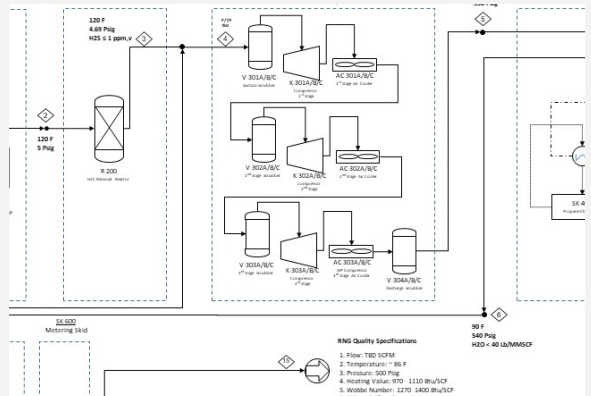 120 F
4.69 Psig
H2S ≤ 1 ppm,v
3
4
5
2
120 F
5 Psig
R 200
H2S Removal Reactor
V 301A/B/C
Suction Scrubber
K 301A/B/C
Compressor
1st Stage
AC 301A/B/C
1st Stage Air Cooler
V 302A/B/C
2nd Stage Scrubber
K 302A/B/C
Compressor
2nd Stage
AC 302A/B/C
2nd Stage Air Cooler
V 303A/B/C
3rd Stage Scrubber
K 303A/B/C
Compressor
3rd Stage
AC 303A/B/C
3rd Stage Air Cooler
V 304A/B/C
Discharge Scrubber
SK 4
6
90 F
540 Psig
H2O < 40 Lb/MMSCF
SK-600
Metering Skid
15
RNG Quality Specifications
1. Flow: TBD SCFM
2. Temperature: ~ 86 F
3. Pressure: 500 Psig
4. Heating Value: 970 - 1110 Btu/SCF
5. Wobbe Number: 1270 -1400 Btu/SCF